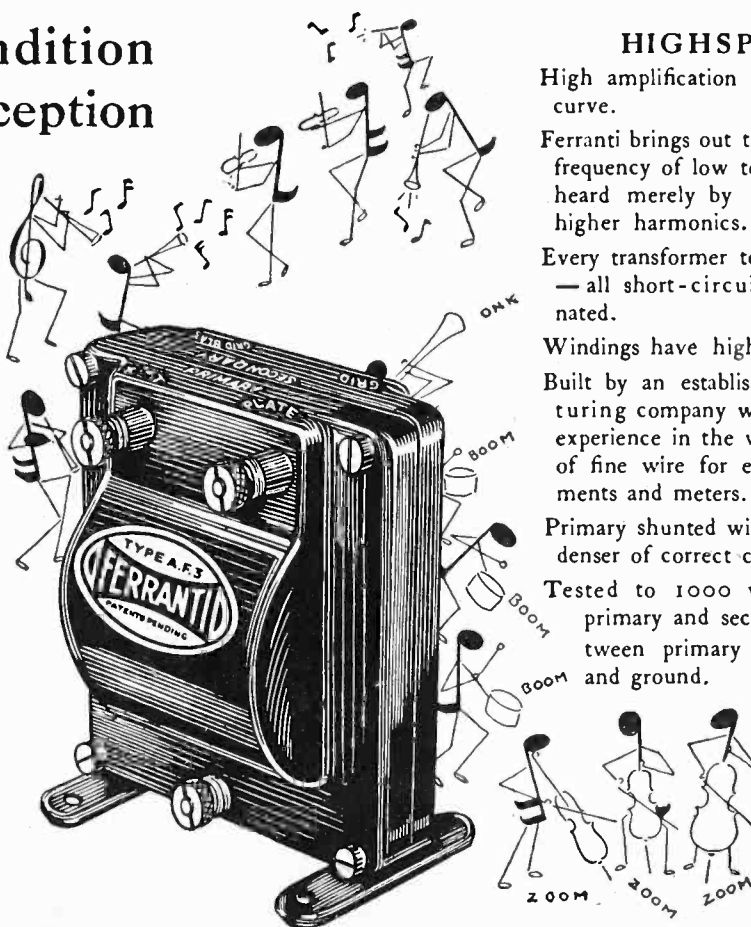 ndition
ception
HIGHSP
High amplification
curve.
Ferranti brings out t
frequency of low to
heard merely by
higher harmonics.
Every transformer te
— all short-circui
nated.
Windings have high
Built by an establis
turing company w
experience in the w
of fine wire for e
ments and meters.
Primary shunted wi
denser of correct c
Tested to 1000 v
primary and sec
tween primary
and ground.
ONK
BOOM
BOOM
BOOM
GRID BIAS
GRID
SECONDARY
PRIMARY
PLATE
TYPE A.F.3
FERRANTI
PATENTS PENDING
ZOOM
ZOOM
ZOOM